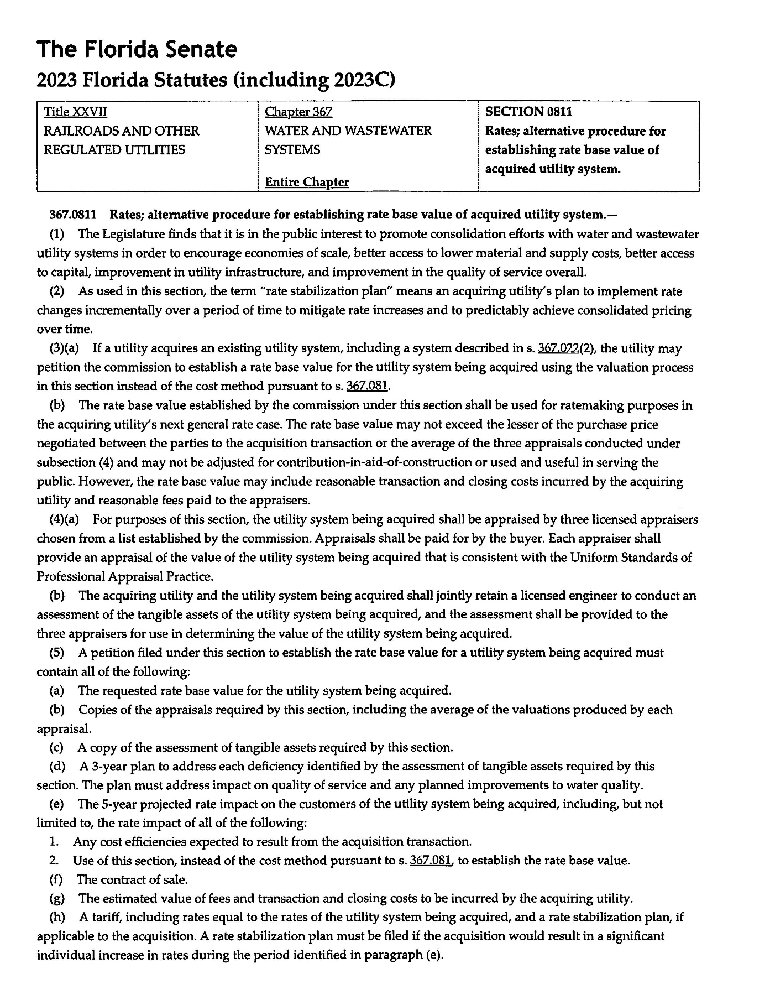 The Florida Senate
2023 Florida Statutes (including 2023C)
Title XXVII
RAILROADS AND OTHER
REGULATED UTILITIES
Chapter 367
WATER AND WASTEWATER
SYSTEMS
Entire Chapter
SECTION 0811
Rates; alternative procedure for
establishing rate base value of
acquired utility system.
367.0811 Rates; alternative procedure for establishing rate base value of acquired utility system.—
(1) The Legislature finds that it is in the public interest to promote consolidation efforts with water and wastewater
utility systems in order to encourage economies of scale, better access to lower material and supply costs, better access
to capital, improvement in utility infrastructure, and improvement in the quality of service overall.
(2) As used in this section, the term “rate stabilization plan” means an acquiring utility’s plan to implement rate
changes incrementally over a period of time to mitigate rate increases and to predictably achieve consolidated pricing
over time.
(3)(a) If a utility acquires an existing utility system, including a system described in s. 367.022(2), the utility may
petition the commission to establish a rate base value for the utility system being acquired using the valuation process
in this section instead of the cost method pursuant to s. 367.081.
(b) The rate base value established by the commission under this section shall be used for ratemaking purposes in
the acquiring utility’s next general rate case. The rate base value may not exceed the lesser of the purchase price
negotiated between the parties to the acquisition transaction or the average of the three appraisals conducted under
subsection (4) and may not be adjusted for contribution-in-aid-of-construction or used and useful in serving the
public. However, the rate base value may include reasonable transaction and closing costs incurred by the acquiring
utility and reasonable fees paid to the appraisers.
(4)(a) For purposes of this section, the utility system being acquired shall be appraised by three licensed appraisers
chosen from a list established by the commission. Appraisals shall be paid for by the buyer. Each appraiser shall
provide an appraisal of the value of the utility system being acquired that is consistent with the Uniform Standards of
Professional Appraisal Practice.
(b) The acquiring utility and the utility system being acquired shall jointly retain a licensed engineer to conduct an
assessment of the tangible assets of the utility system being acquired, and the assessment shall be provided to the
three appraisers for use in determining the value of the utility system being acquired.
(5) A petition filed under this section to establish the rate base value for a utility system being acquired must
contain all of the following:
(a) The requested rate base value for the utility system being acquired.
(b) Copies of the appraisals required by this section, including the average of the valuations produced by each
appraisal.
(c) A copy of the assessment of tangible assets required by this section.
(d) A 3-year plan to address each deficiency identified by the assessment of tangible assets required by this
section. The plan must address impact on quality of service and any planned improvements to water quality.
(e) The 5-year projected rate impact on the customers of the utility system being acquired, including, but not
limited to, the rate impact of all of the following:
1. Any cost efficiencies expected to result from the acquisition transaction.
2. Use of this section, instead of the cost method pursuant to s. 367.081, to establish the rate base value.
(f) The contract of sale.
(g) The estimated value of fees and transaction and closing costs to be incurred by the acquiring utility.
(h) A tariff, including rates equal to the rates of the utility system being acquired, and a rate stabilization plan, if
applicable to the acquisition. A rate stabilization plan must be filed if the acquisition would result in a significant
individual increase in rates during the period identified in paragraph (e).